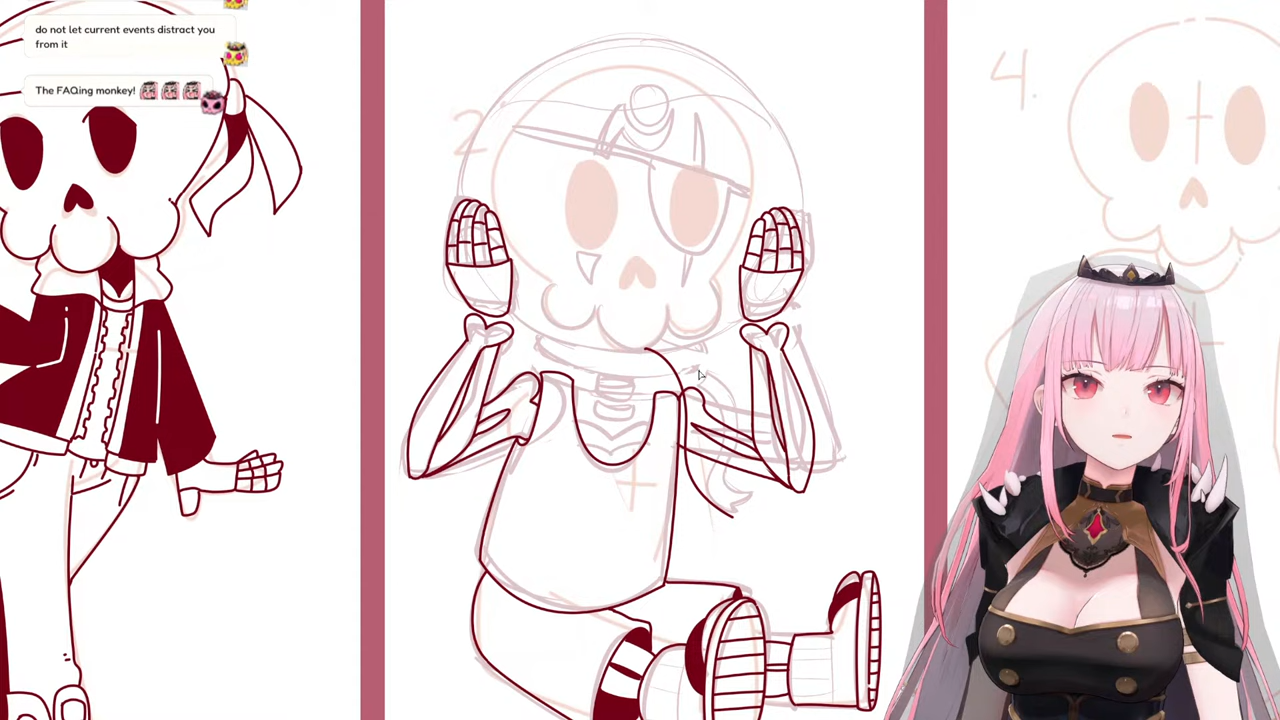 do not let current events distract you
from it
The FAQing monkey!
2
4.